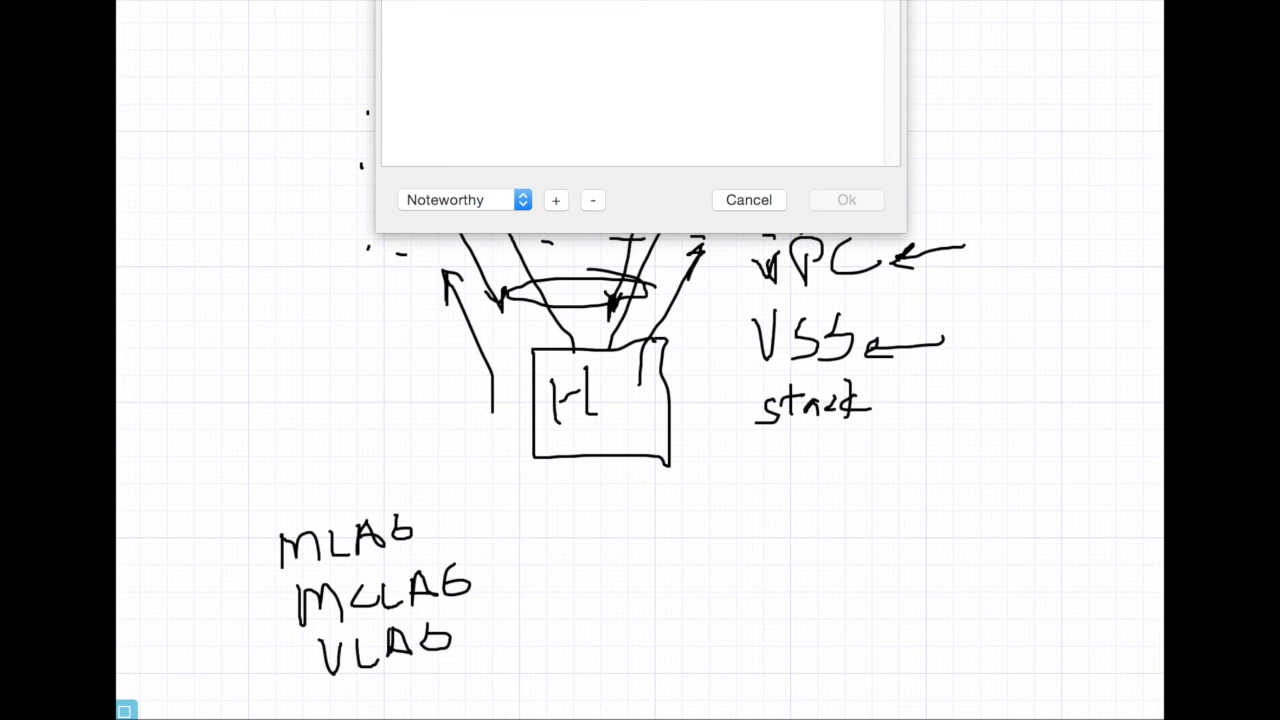 Noteworthy + - Cancel Ok
VPC
VSS
H
stack
MLAG
MCLAG
VLAG